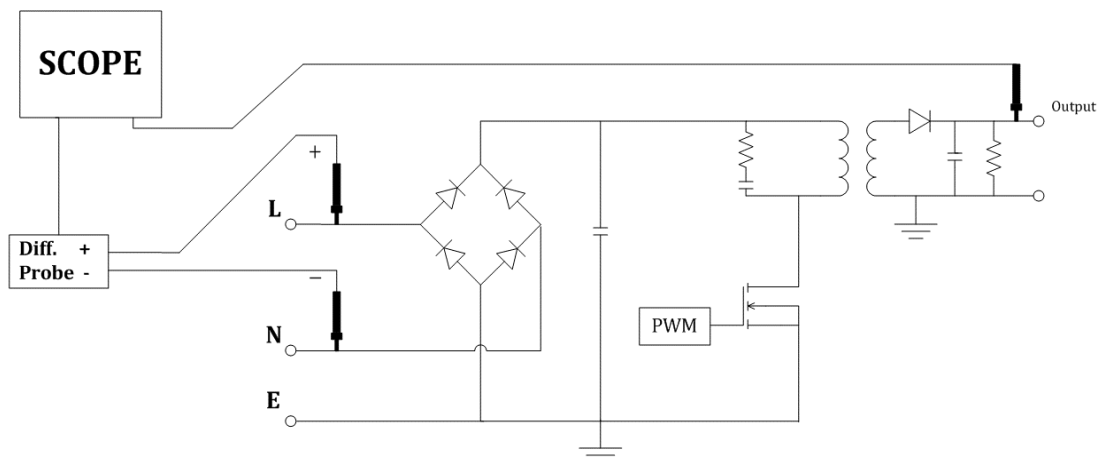 SCOPE
Output
+
L
Diff. +
Probe -
−
N
PWM
E